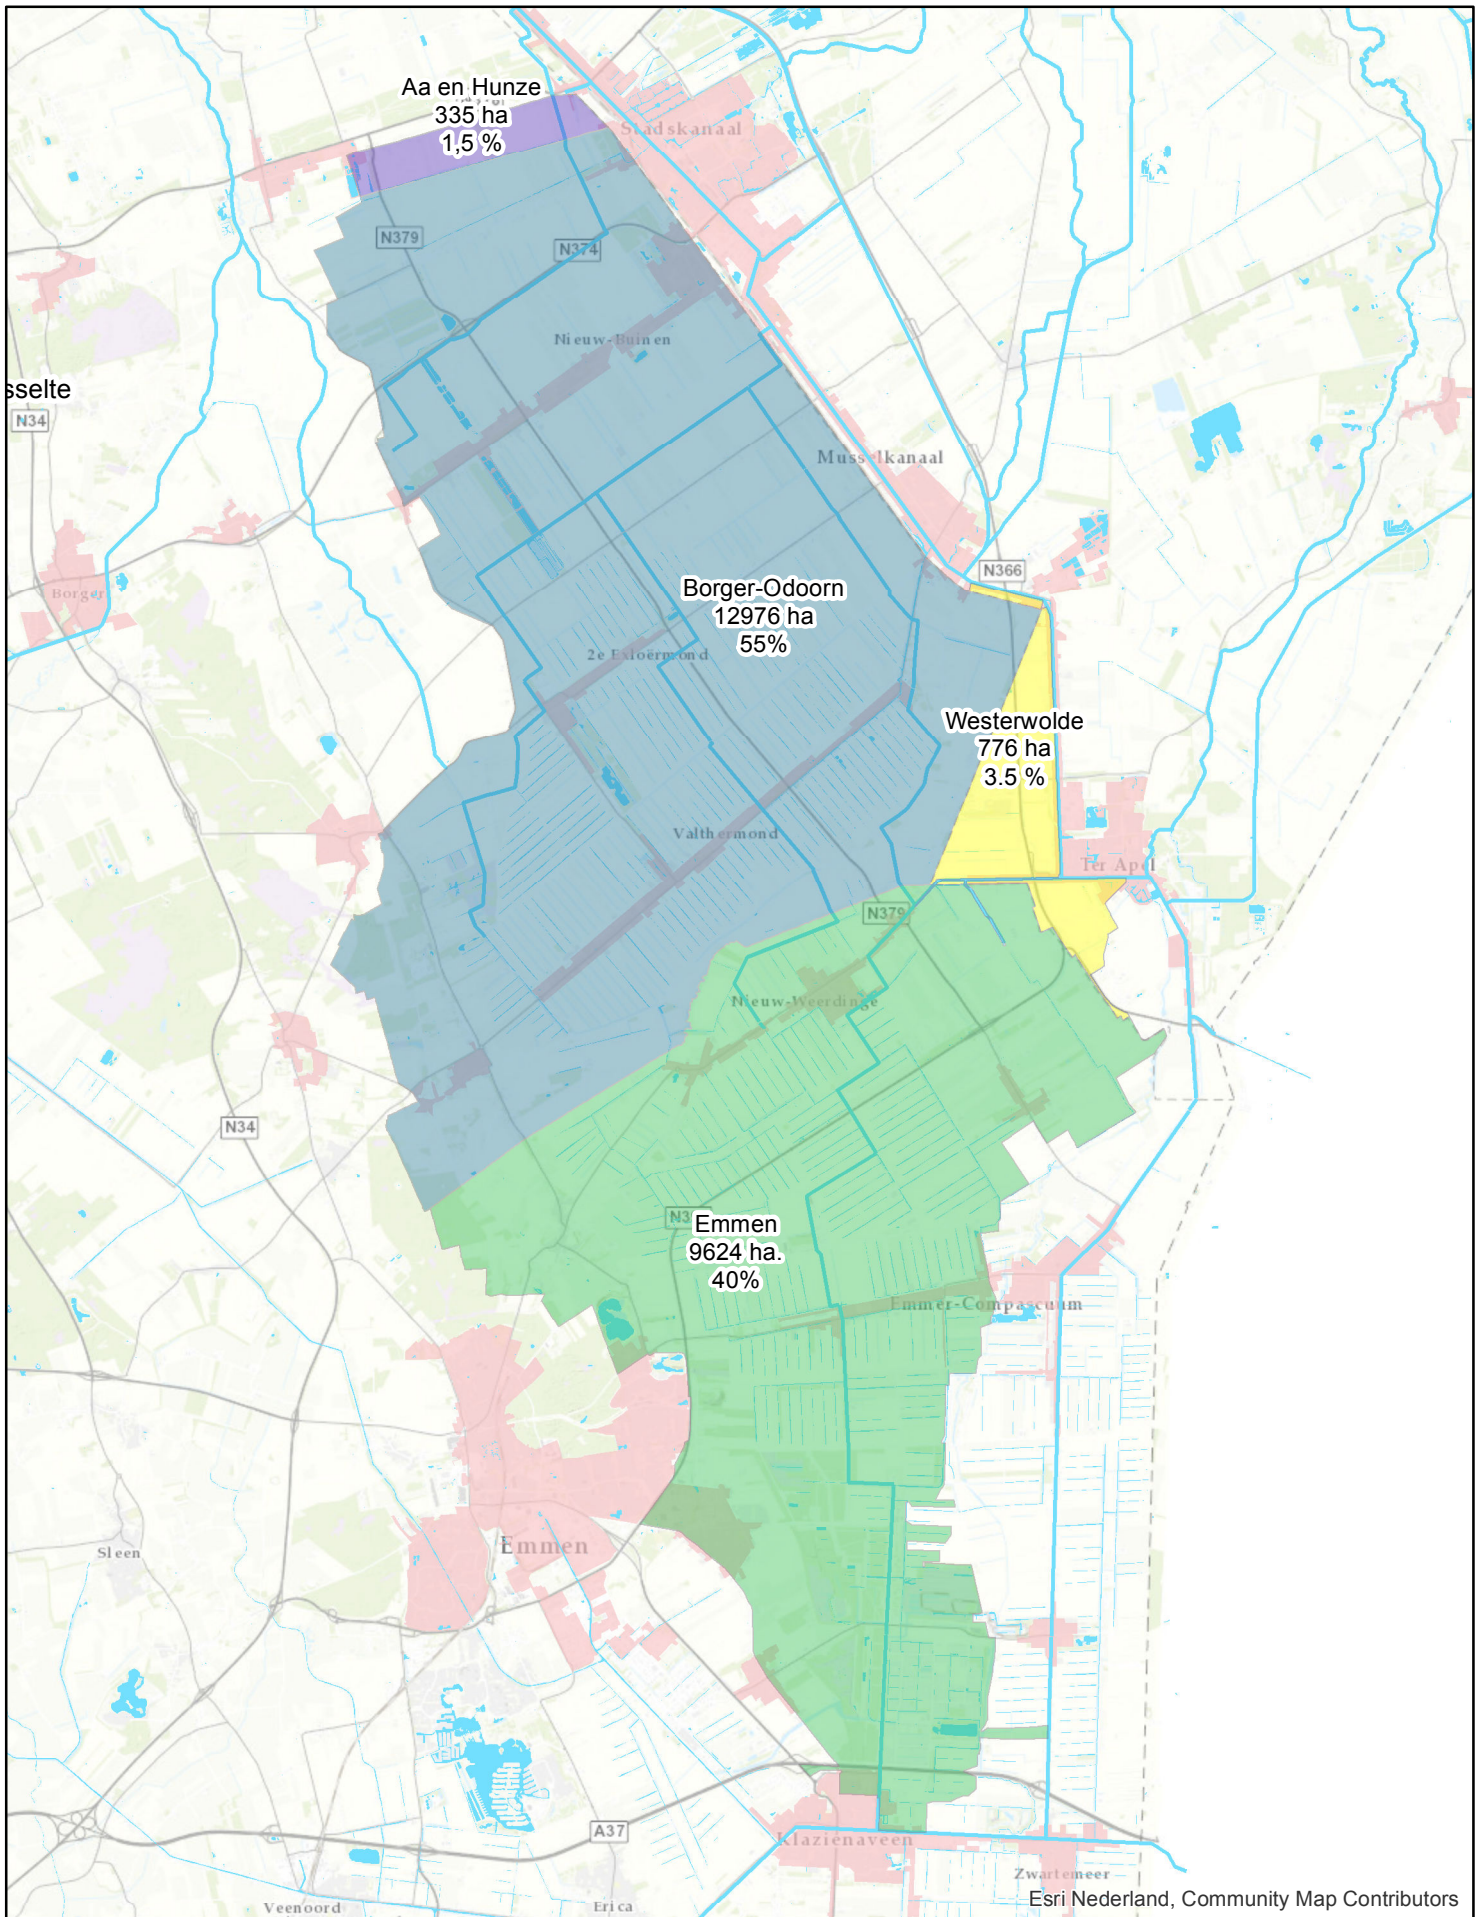 Aa en Hunze
335 ha
1,5 %
Stadskanaal
N379
N374
Nieuw-Buinen
sselte
N34
Musselkanaal
N366
Borger
Borger-Odoorn
12976 ha
55%
2e Exloërmond
Westerwolde
776 ha
3.5 %
Valthermond
Ter Apel
N379
Nieuw-Weerdinge
N34
N3
Emmen
9624 ha.
40%
Emmer-Compascuum
Emmen
Sleen
A37
Klazienaveen
Zwartemeer
Veenoord
Erica
Esri Nederland, Community Map Contributors